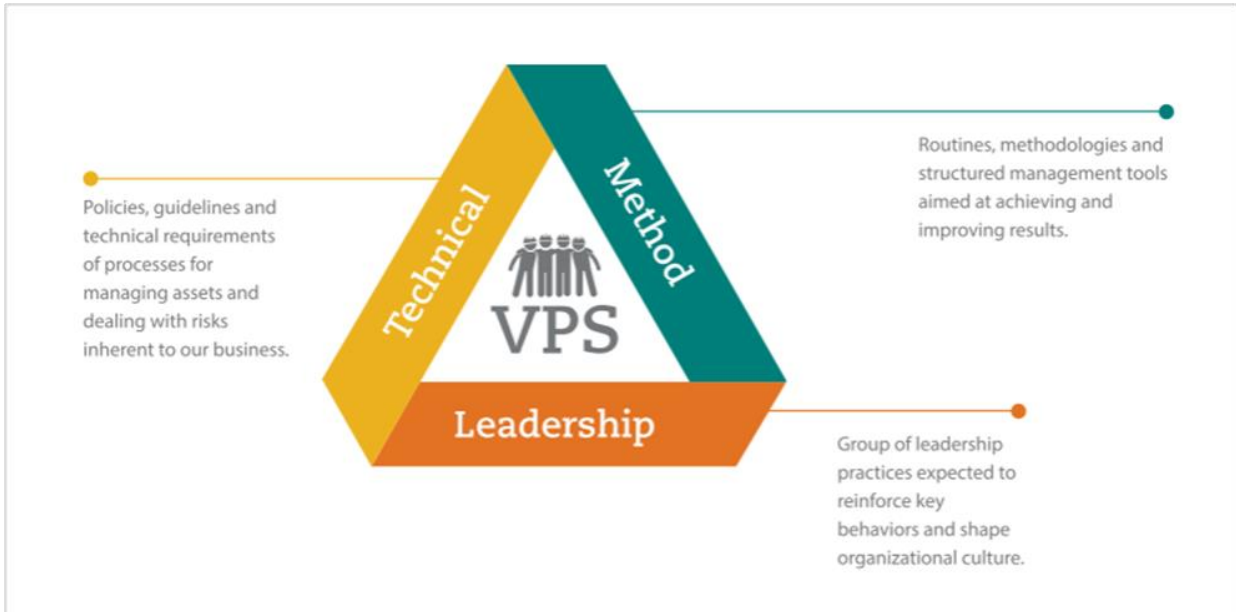 Technical
Policies, guidelines and
technical requirements
of processes for
managing assets and
dealing with risks
inherent to our business.
Method
Routines, methodologies and
structured management tools
aimed at achieving and
improving results.
VPS
Leadership
Group of leadership
practices expected to
reinforce key
behaviors and shape
organizational culture.